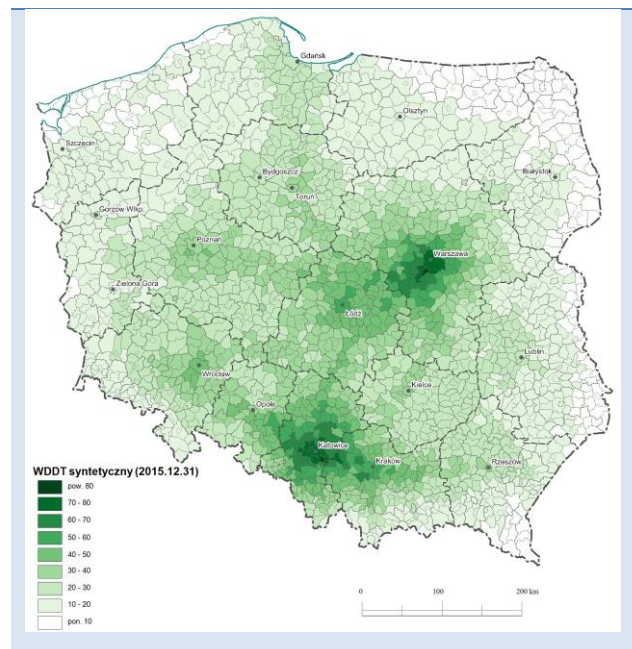 Gdańsk
Olsztyn
Szczecin
Bydgoszcz
Białystok
Toruń
Gorzów Wlkp.
Poznań
Warszawa
Zielona Góra
Łódź
Lublin
Wrocław
Kielce
Opole
Katowice
Kraków
Rzeszów
WDDT syntetyczny (2015.12.31)
pow. 80
70 - 80
60 - 70
50 - 60
40 - 50
30 - 40
20 - 30
10 - 20
pon. 10
0 100 200 km